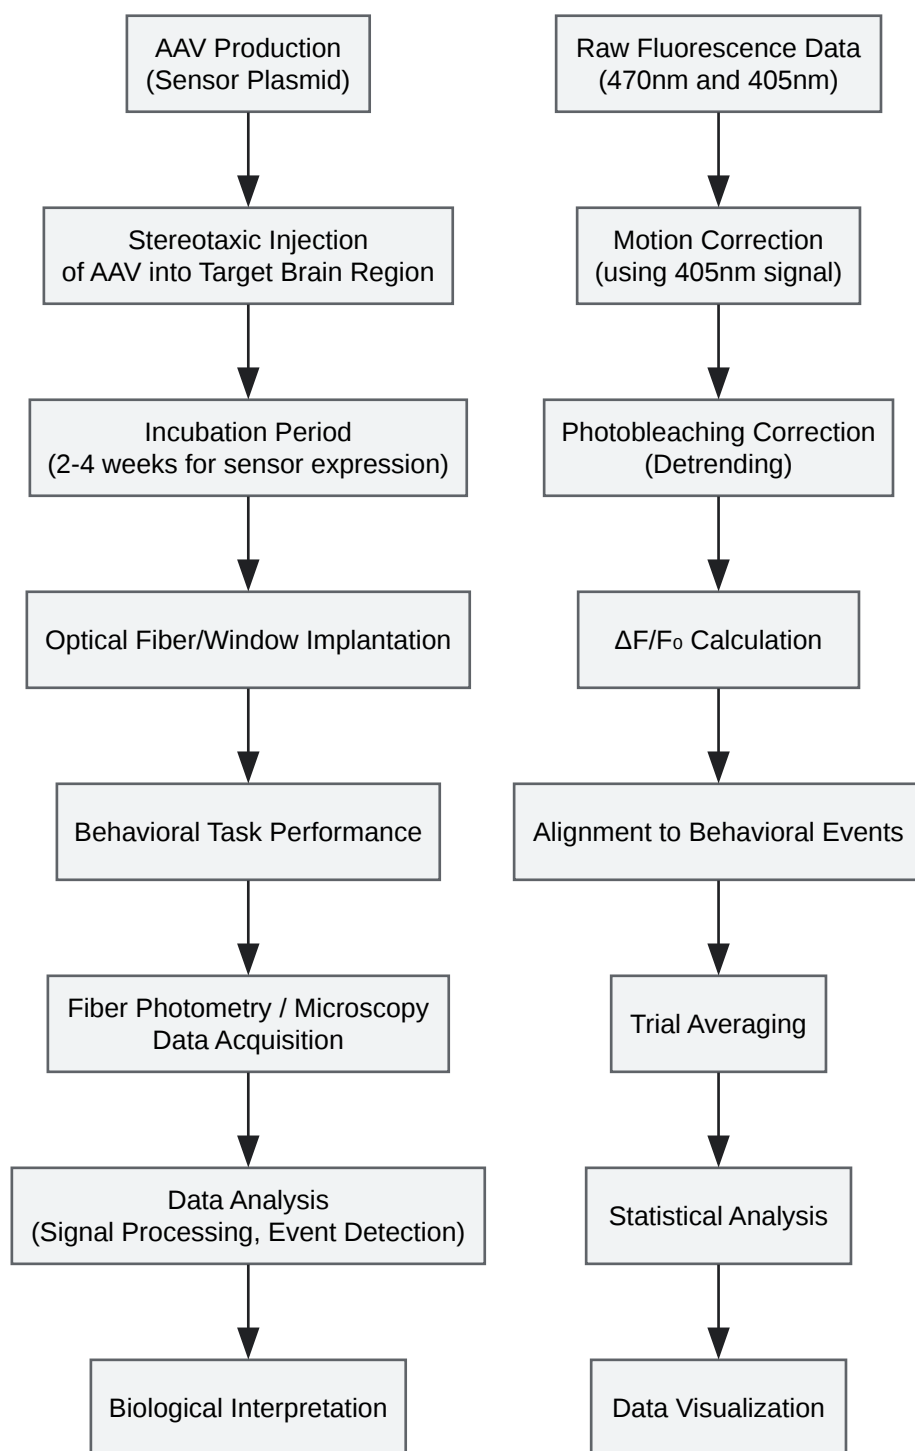 AAV Production
(Sensor Plasmid)
Stereotaxic Injection
of AAV into Target Brain Region
Incubation Period
(2-4 weeks for sensor expression)
Optical Fiber/Window Implantation
Behavioral Task Performance
Fiber Photometry / Microscopy
Data Acquisition
Data Analysis
(Signal Processing, Event Detection)
Biological Interpretation
Raw Fluorescence Data
(470nm and 405nm)
Motion Correction
(using 405nm signal)
Photobleaching Correction
(Detrending)
ΔF/F₀ Calculation
Alignment to Behavioral Events
Trial Averaging
Statistical Analysis
Data Visualization